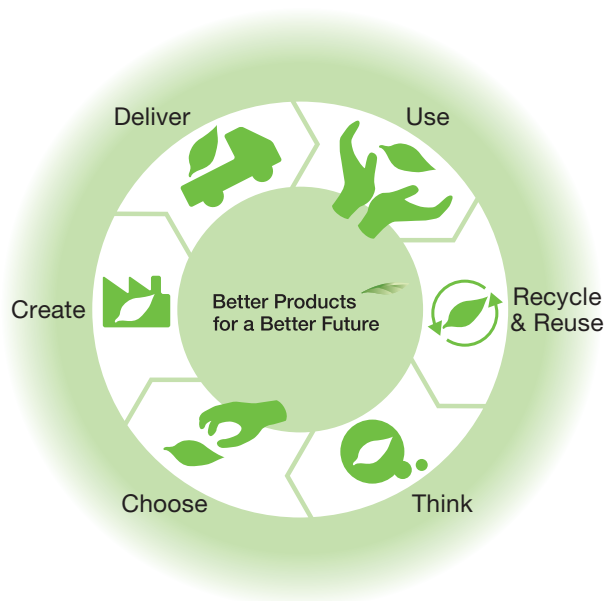 Deliver
Use
Create
Better Products
for a Better Future
Recycle
& Reuse
Choose
Think